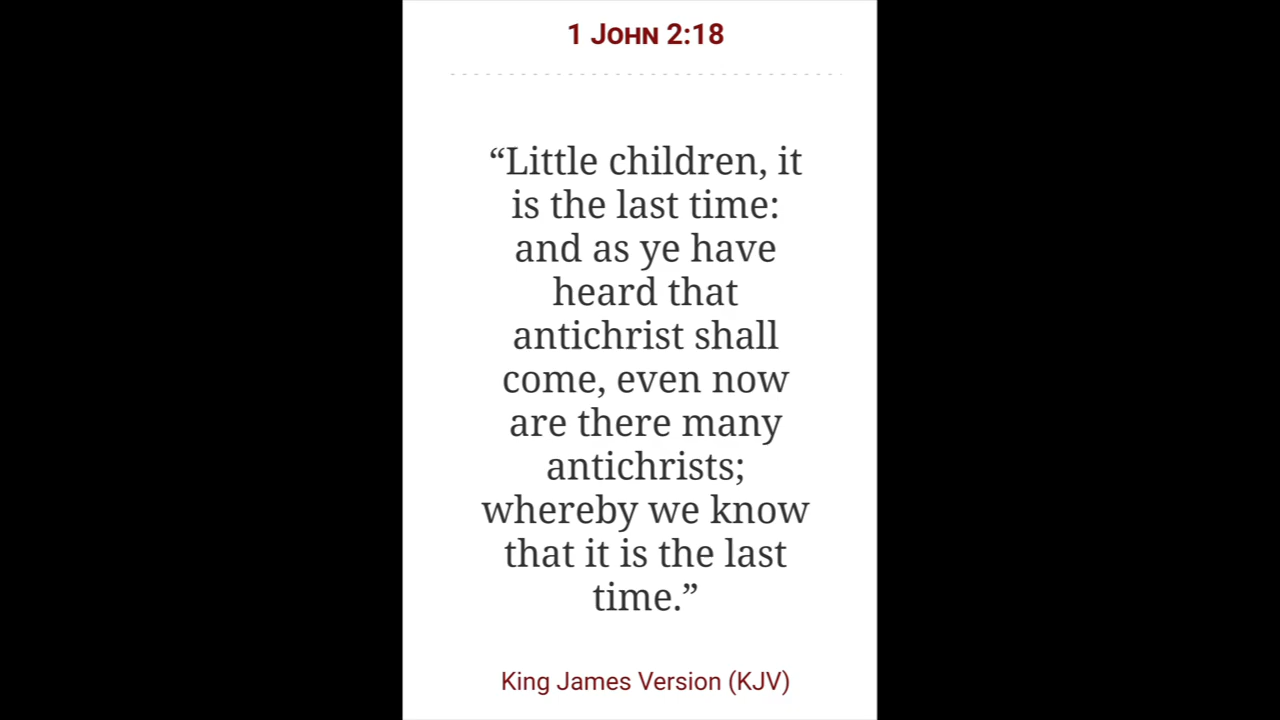 1 John 2:18
“Little children, it
is the last time:
and as ye have
heard that
antichrist shall
come, even now
are there many
antichrists;
whereby we know
that it is the last
time.”
King James Version (KJV)